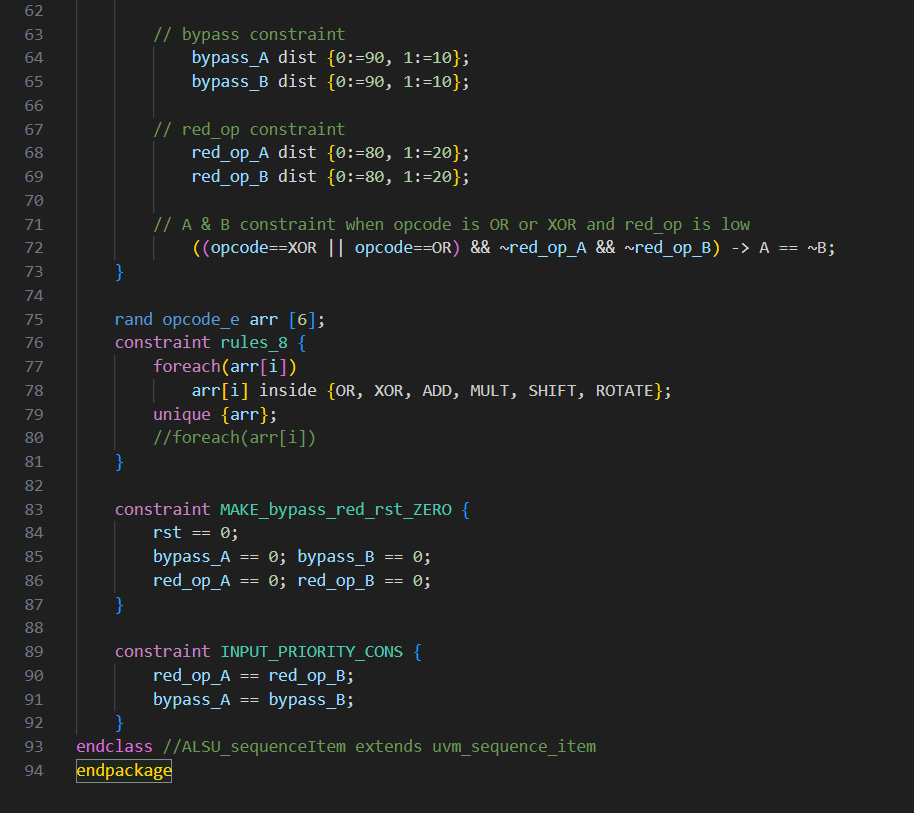 62
63 // bypass constraint
64 bypass_A dist {0:=90, 1:=10};
65 bypass_B dist {0:=90, 1:=10};
66
67 // red_op constraint
68 red_op_A dist {0:=80, 1:=20};
69 red_op_B dist {0:=80, 1:=20};
70
71 // A & B constraint when opcode is OR or XOR and red_op is low
72 ((opcode==XOR || opcode==OR) && ~red_op_A && ~red_op_B) -> A == ~B;
73 }
74
75 rand opcode_e arr [6];
76 constraint rules_8 {
77 foreach(arr[i])
78 arr[i] inside {OR, XOR, ADD, MULT, SHIFT, ROTATE};
79 unique {arr};
80 //foreach(arr[i])
81 }
82
83 constraint MAKE_bypass_red_rst_ZERO {
84 rst == 0;
85 bypass_A == 0; bypass_B == 0;
86 red_op_A == 0; red_op_B == 0;
87 }
88
89 constraint INPUT_PRIORITY_CONS {
90 red_op_A == red_op_B;
91 bypass_A == bypass_B;
92 }
93 endclass //ALSU_sequenceItem extends uvm_sequence_item
94 endpackage